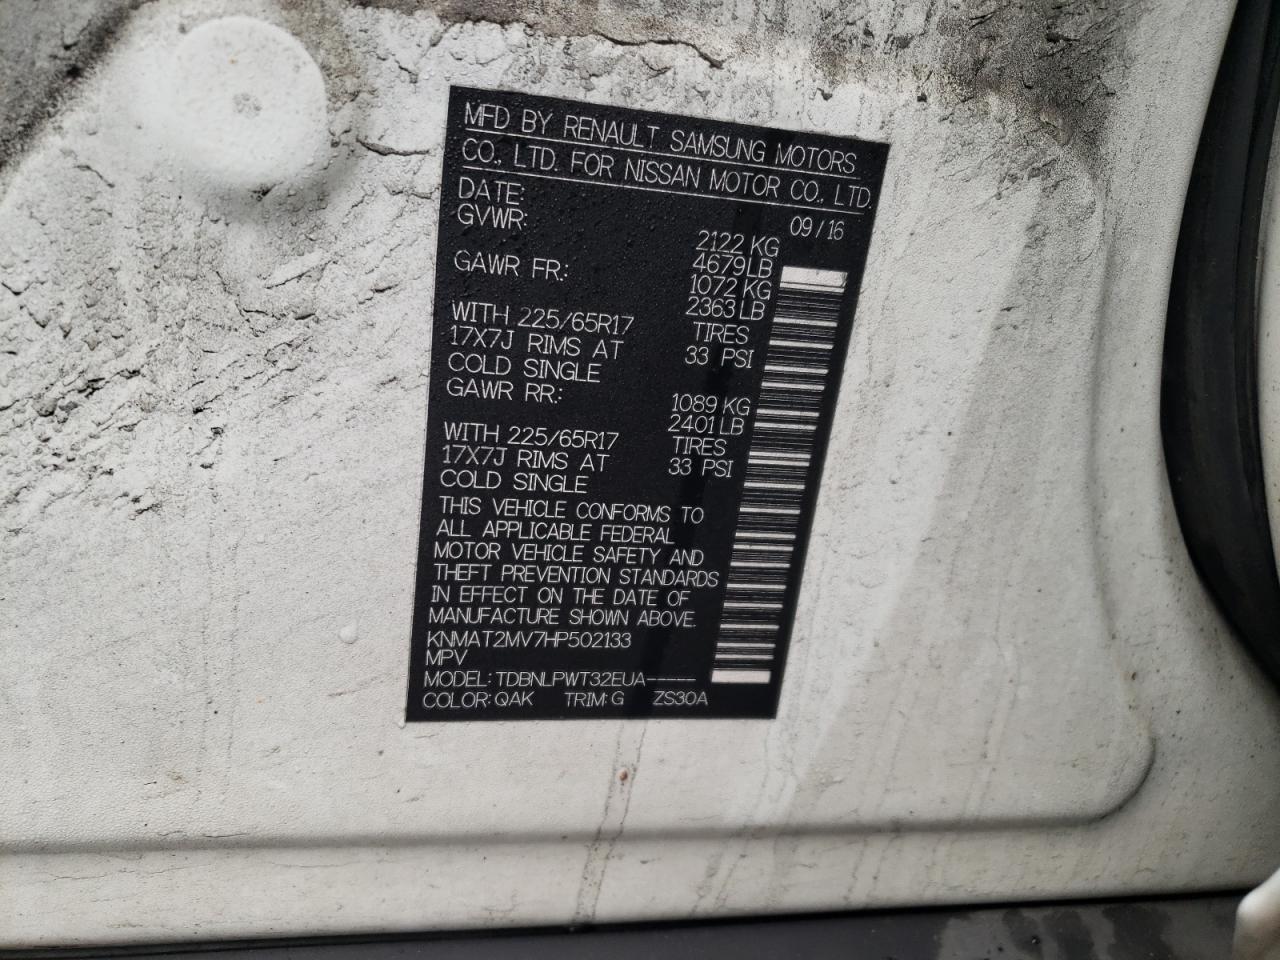 MFD BY RENAULT SAMSUNG MOTORS
CO., LTD. FOR NISSAN MOTOR CO., LTD.
DATE: 09/16
GVWR: 2122 KG
4679LB
GAWR FR: 1072 KG
2363 LB
WITH 225/65R17 TIRES
17X7J RIMS AT 33 PSI
COLD SINGLE
GAWR RR: 1089 KG
2401 LB
WITH 225/65R17 TIRES
17X7J RIMS AT 33 PSI
COLD SINGLE
THIS VEHICLE CONFORMS TO
ALL APPLICABLE FEDERAL
MOTOR VEHICLE SAFETY AND
THEFT PREVENTION STANDARDS
IN EFFECT ON THE DATE OF
MANUFACTURE SHOWN ABOVE.
KNMAT2MV7HP502133
MPV
MODEL: TDBNLPWT32EUA-----
COLOR: QAK TRIM: G ZS30A